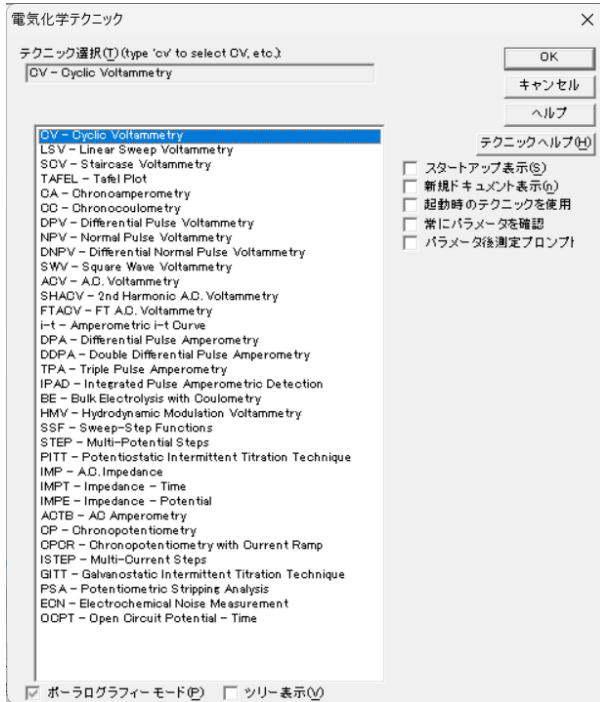 電気化学テクニック
テクニック選択(T)(type 'cv' to select CV, etc.):
CV - Cyclic Voltammetry
OK
キャンセル
ヘルプ
テクニックヘルプ(H)
CV - Cyclic Voltammetry
LSV - Linear Sweep Voltammetry
SCV - Staircase Voltammetry
TAFEL - Tafel Plot
CA - Chronoamperometry
CC - Chronocoulometry
DPV - Differential Pulse Voltammetry
NPV - Normal Pulse Voltammetry
DNPV - Differential Normal Pulse Voltammetry
SWV - Square Wave Voltammetry
ACV - A.C. Voltammetry
SHACV - 2nd Harmonic A.C. Voltammetry
FTACV - FT A.C. Voltammetry
i-t - Amperometric i-t Curve
DPA - Differential Pulse Amperometry
DDPA - Double Differential Pulse Amperometry
TPA - Triple Pulse Amperometry
IPAD - Integrated Pulse Amperometric Detection
BE - Bulk Electrolysis with Coulometry
HMV - Hydrodynamic Modulation Voltammetry
SSF - Sweep-Step Functions
STEP - Multi-Potential Steps
PITT - Potentiostatic Intermittent Titration Technique
IMP - A.C. Impedance
IMPT - Impedance - Time
IMPE - Impedance - Potential
ACTB - AC Amperometry
CP - Chronopotentiometry
CPCR - Chronopotentiometry with Current Ramp
ISTEP - Multi-Current Steps
GITT - Galvanostatic Intermittent Titration Technique
PSA - Potentiometric Stripping Analysis
ECN - Electrochemical Noise Measurement
OCPT - Open Circuit Potential - Time
スタートアップ表示(S)
新規ドキュメント表示(n)
起動時のテクニックを使用
常にパラメータを確認
パラメータ後測定プロンプト
ポーラログラフィーモード(P)
ツリー表示(V)